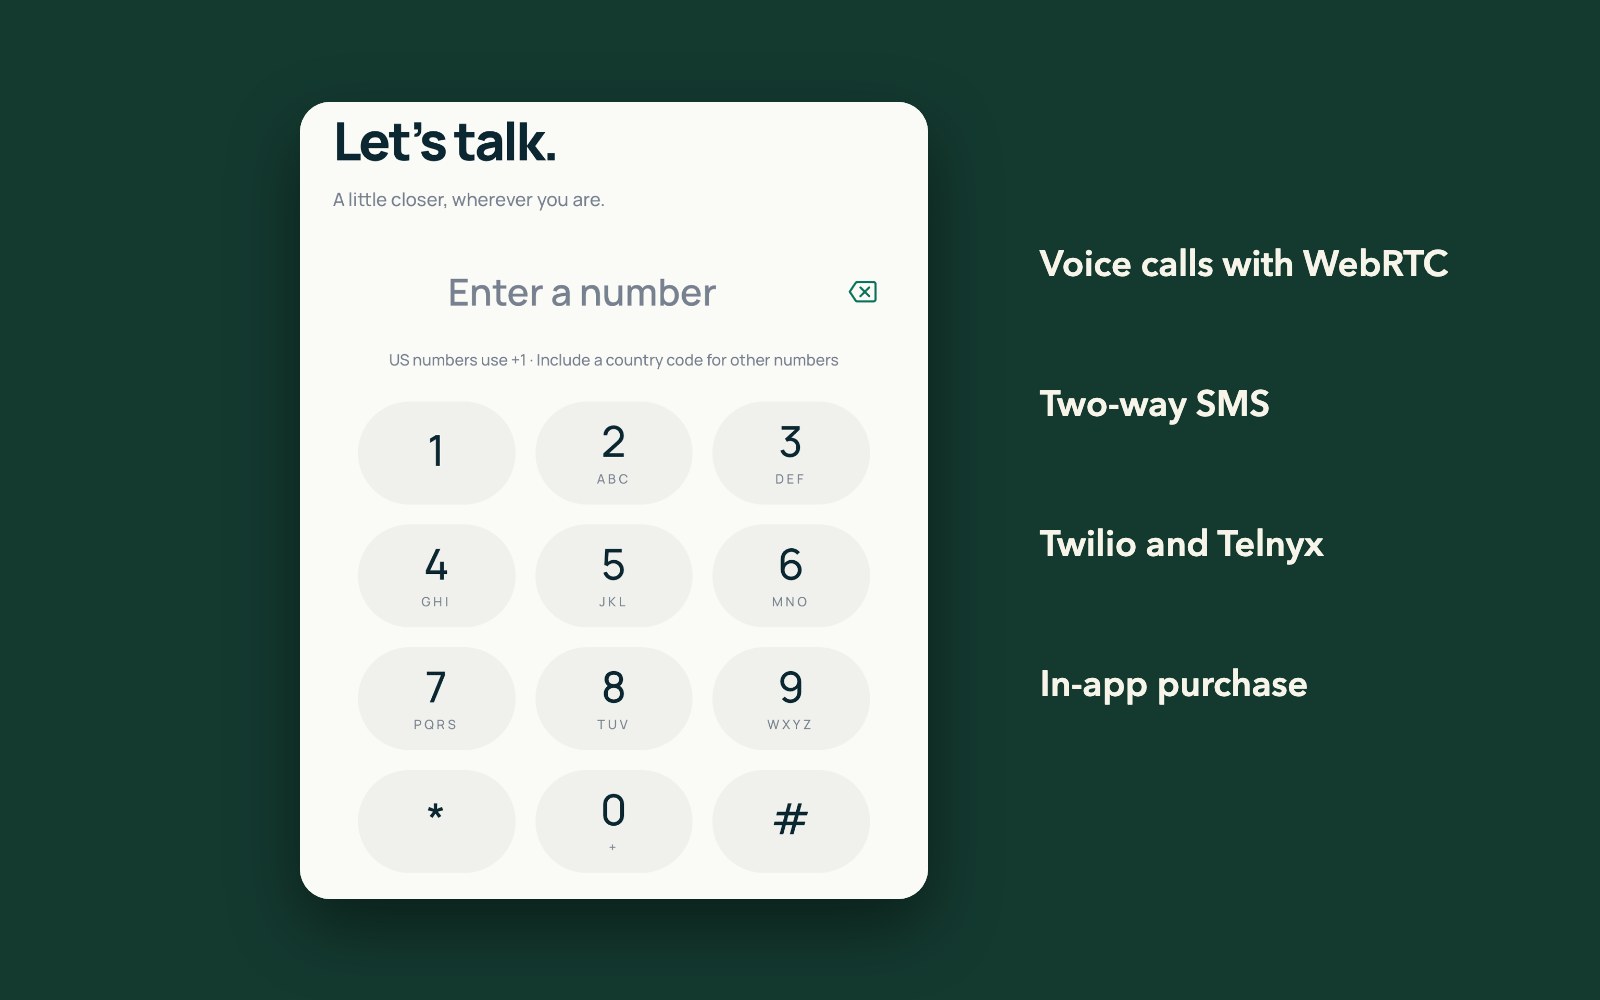 Let’s talk.
A little closer, wherever you are.
Enter a number
US numbers use +1 · Include a country code for other numbers
1
2
3
ABC
DEF
4
5
6
GHI
JKL
MNO
7
8
9
PQRS
TUV
WXYZ
*
0
#
+
Voice calls with WebRTC
Two-way SMS
Twilio and Telnyx
In-app purchase